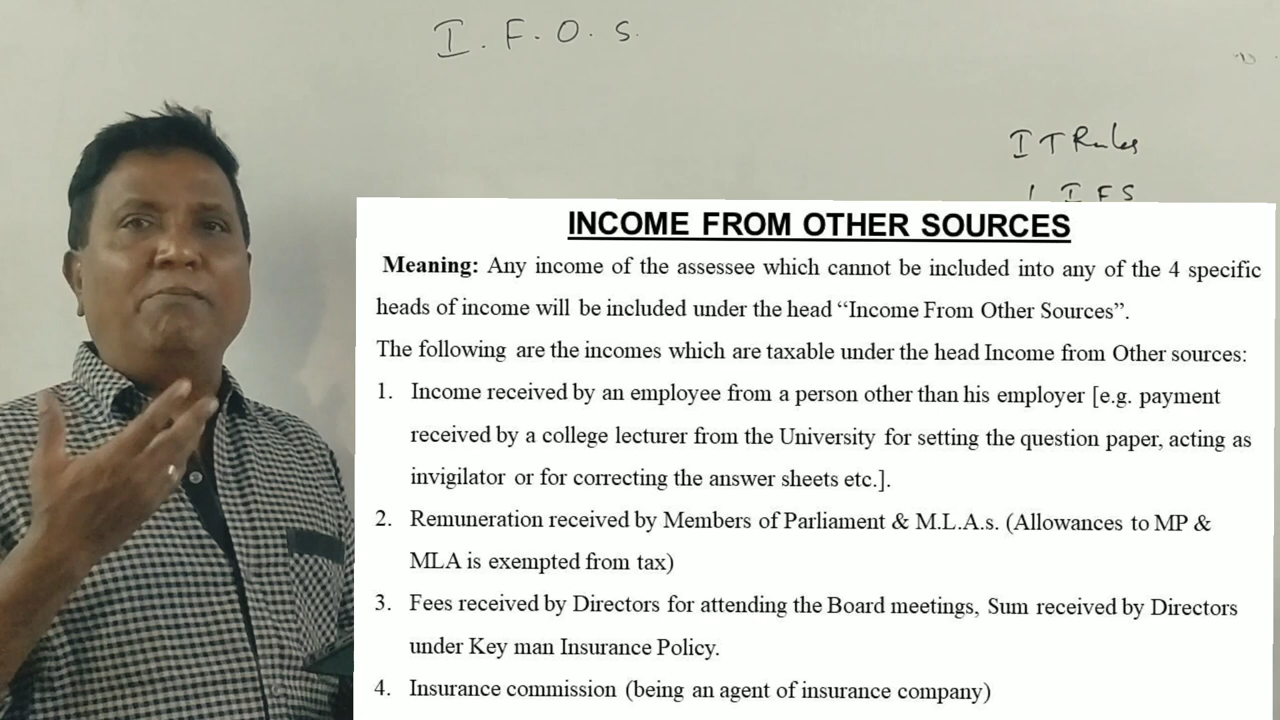 I. F. O. S.
I T Rules
1 I F S
INCOME FROM OTHER SOURCES
Meaning: Any income of the assessee which cannot be included into any of the 4 specific
heads of income will be included under the head “Income From Other Sources”.
The following are the incomes which are taxable under the head Income from Other sources:
1. Income received by an employee from a person other than his employer [e.g. payment
received by a college lecturer from the University for setting the question paper, acting as
invigilator or for correcting the answer sheets etc.].
2. Remuneration received by Members of Parliament & M.L.A.s. (Allowances to MP &
MLA is exempted from tax)
3. Fees received by Directors for attending the Board meetings, Sum received by Directors
under Key man Insurance Policy.
4. Insurance commission (being an agent of insurance company)